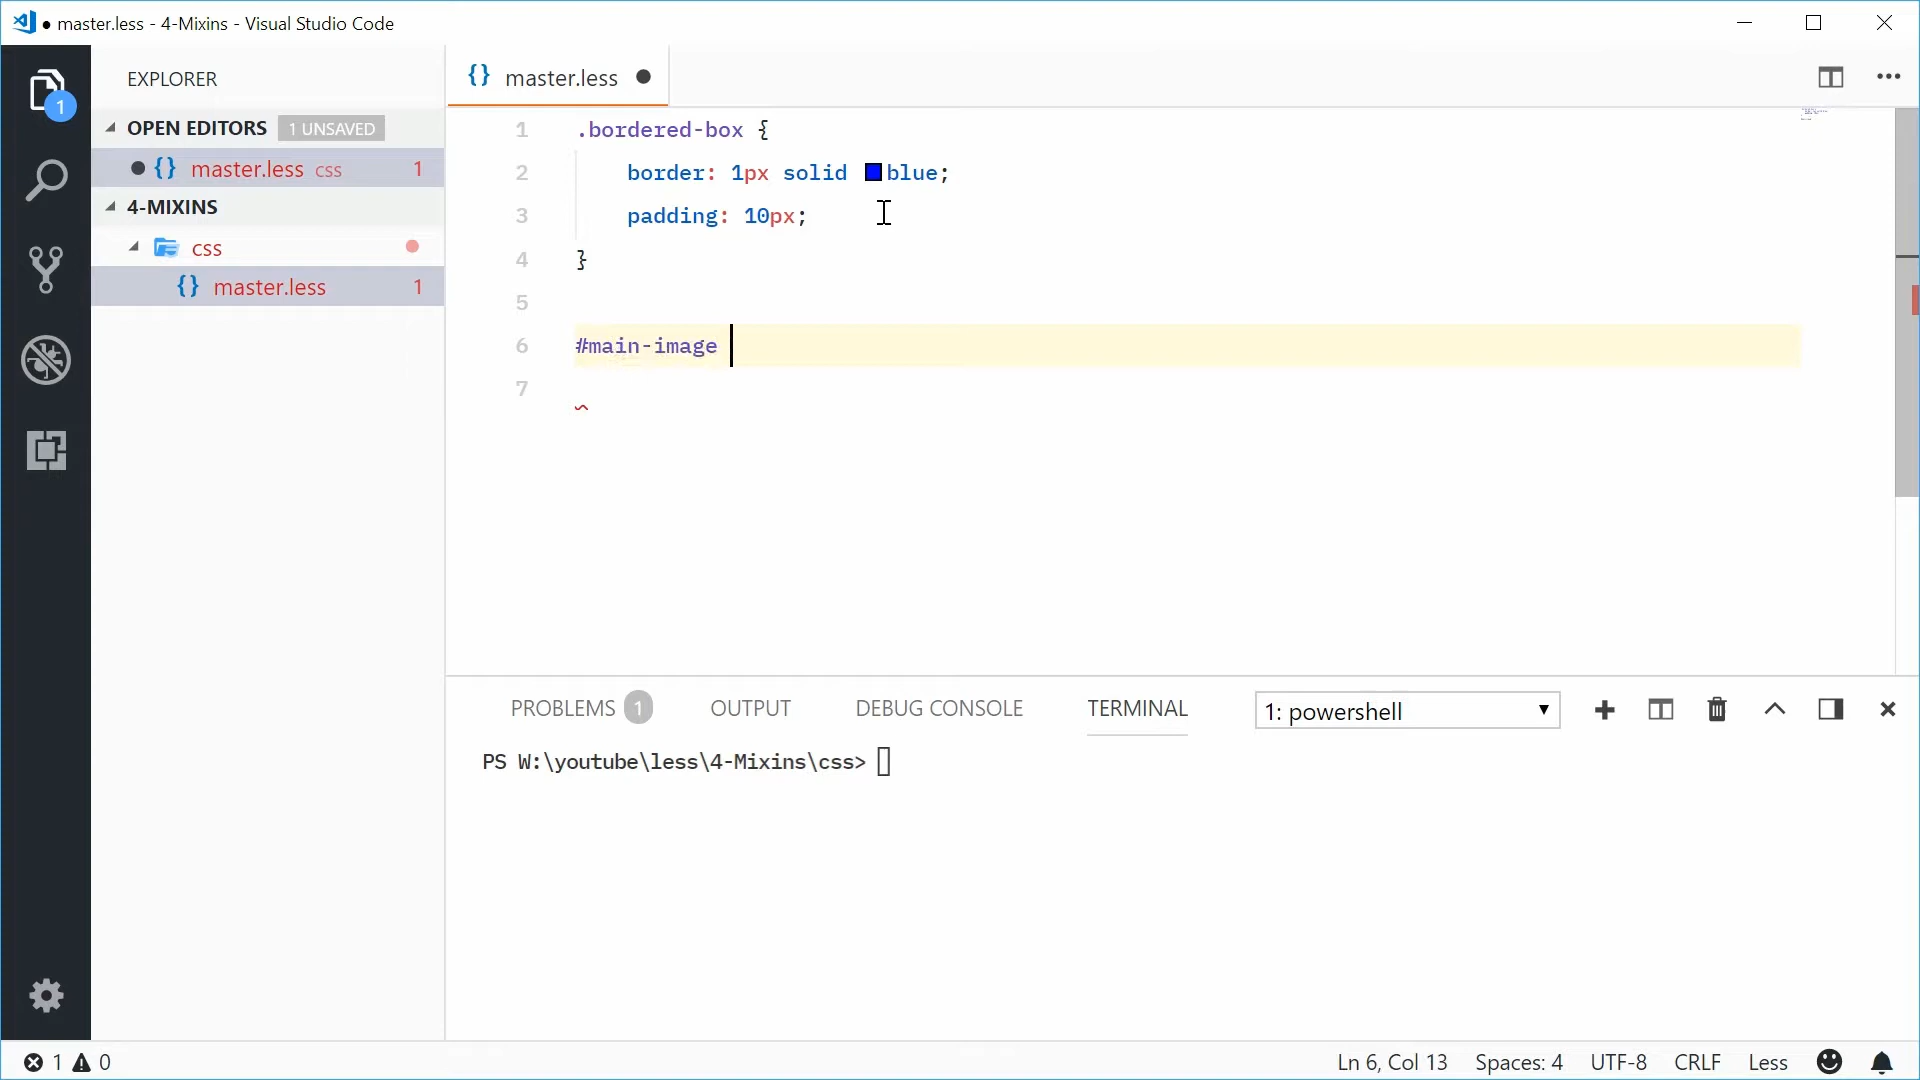 master.less - 4-Mixins - Visual Studio Code
EXPLORER
OPEN EDITORS 1 UNSAVED
master.less css 1
4-MIXINS
css
master.less 1
1
master.less
1 .bordered-box {
2 border: 1px solid blue;
3 padding: 10px;
4 }
5
6 #main-image
7
PROBLEMS 1 OUTPUT DEBUG CONSOLE TERMINAL 1: powershell
PS W:\youtube\less\4-Mixins\css>
1 0 Ln 6, Col 13 Spaces: 4 UTF-8 CRLF Less